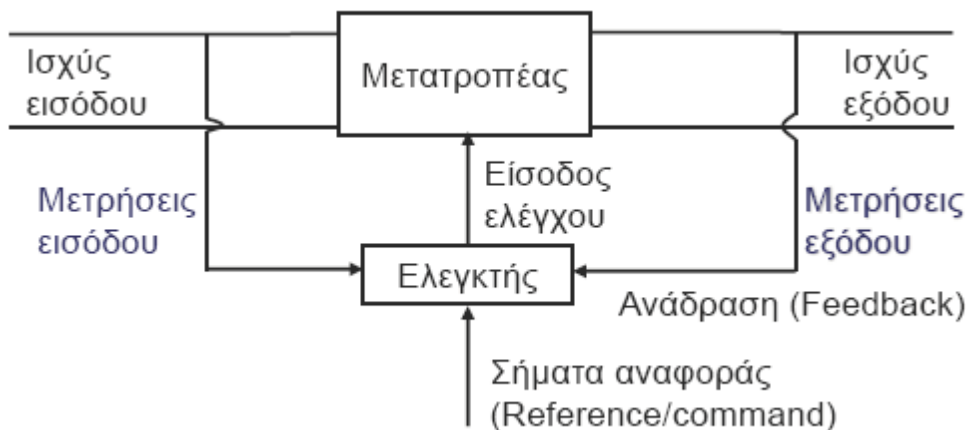 Ισχύς
εισόδου
Μετατροπέας
Ισχύς
εξόδου
Μετρήσεις
εισόδου
Είσοδος
ελέγχου
Μετρήσεις
εξόδου
Ελεγκτής
Ανάδραση (Feedback)
Σήματα αναφοράς
(Reference/command)